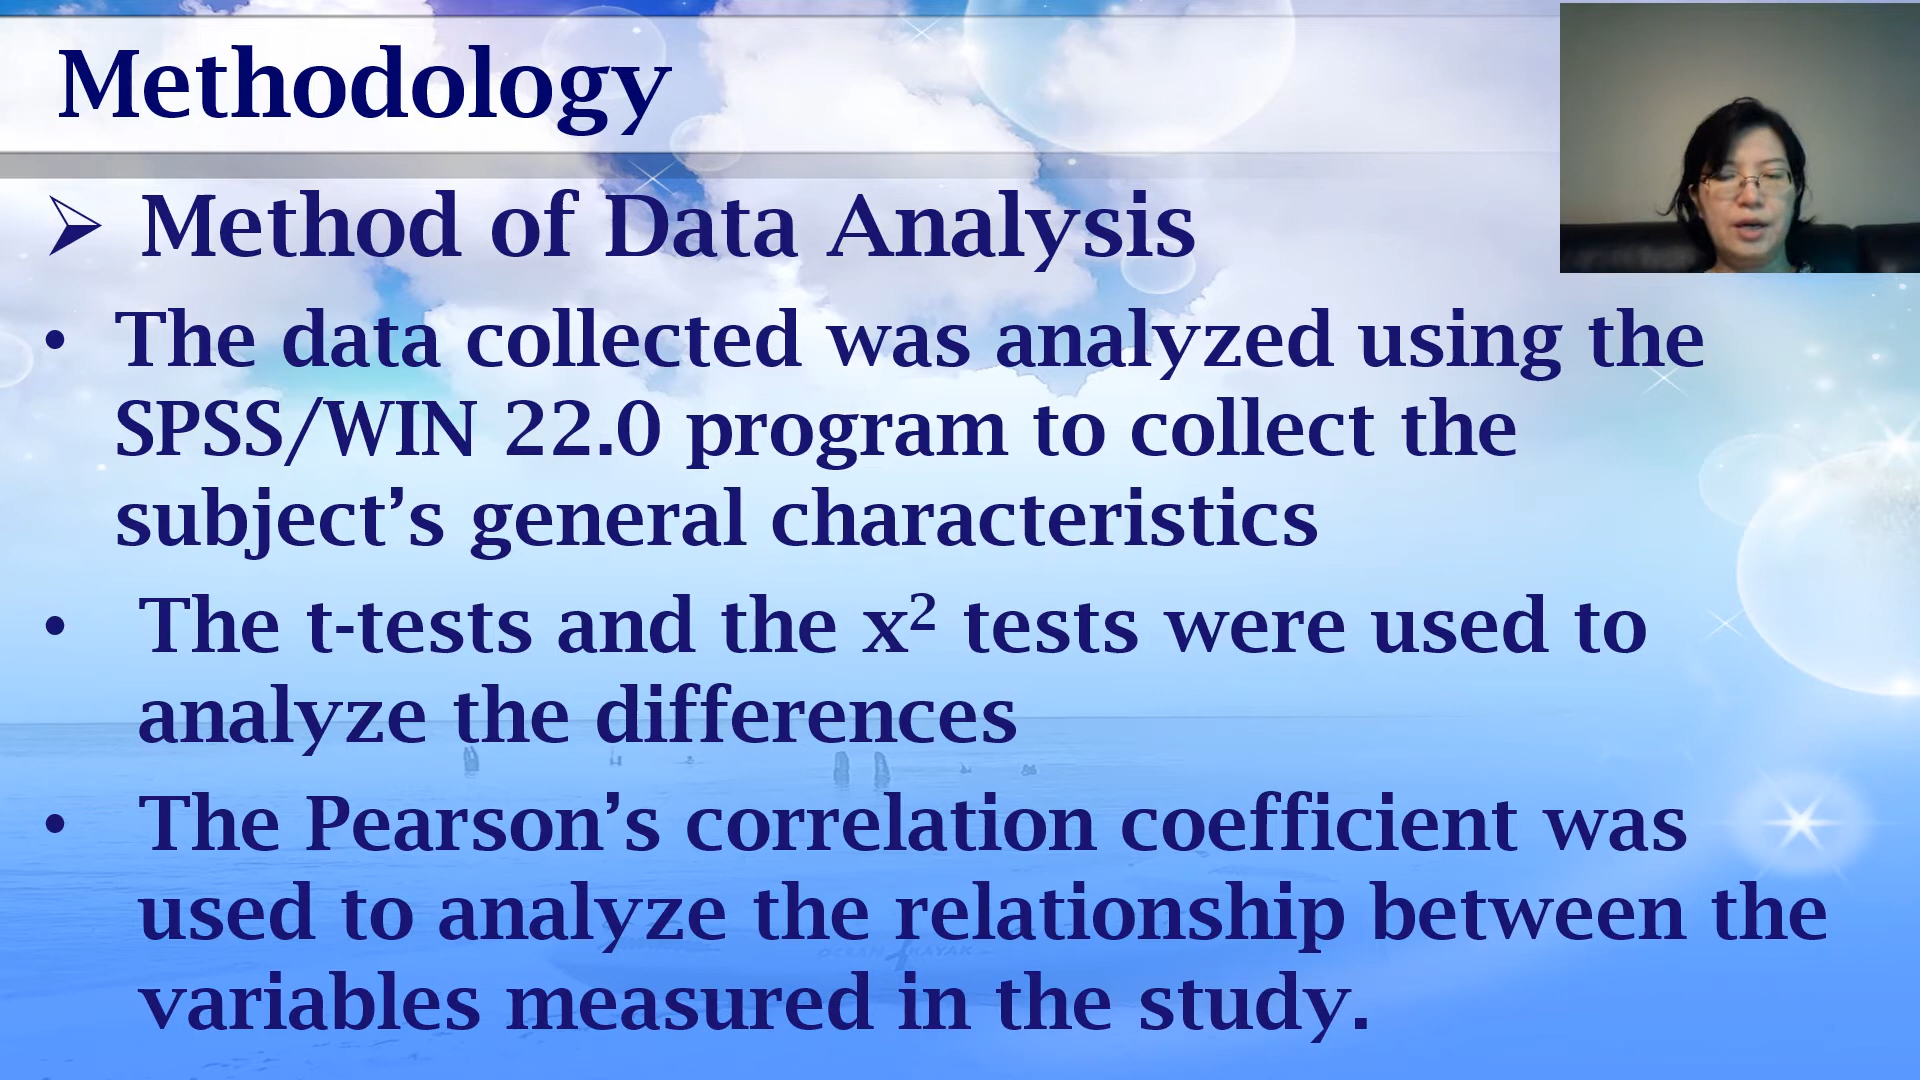 Methodology
➢ Method of Data Analysis
• The data collected was analyzed using the
SPSS/WIN 22.0 program to collect the
subject’s general characteristics
• The t-tests and the x² tests were used to
analyze the differences
• The Pearson’s correlation coefficient was
used to analyze the relationship between the
variables measured in the study.
OCEAN KAYAK